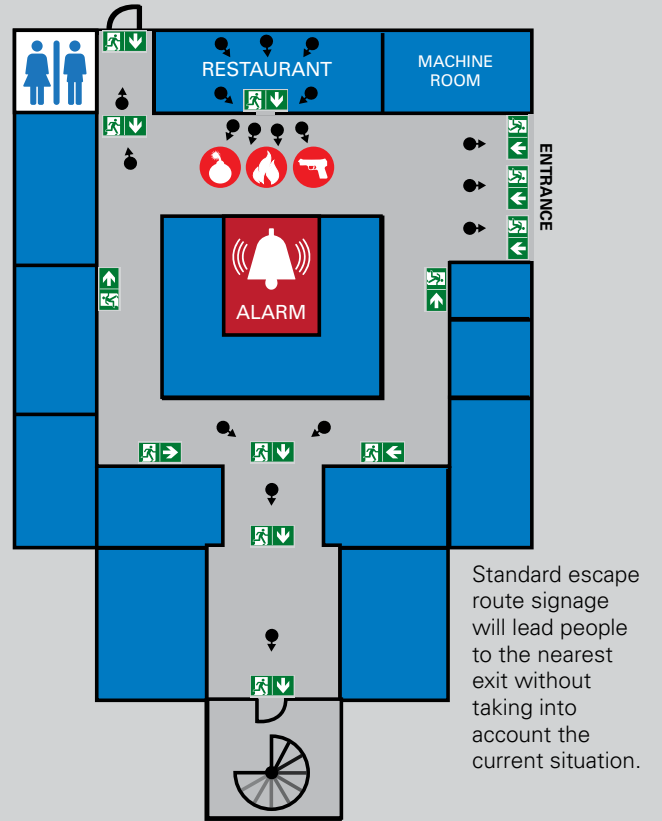 RESTAURANT
MACHINE
ROOM
ENTRANCE
ALARM
Standard escape
route signage
will lead people
to the nearest
exit without
taking into
account the
current situation.